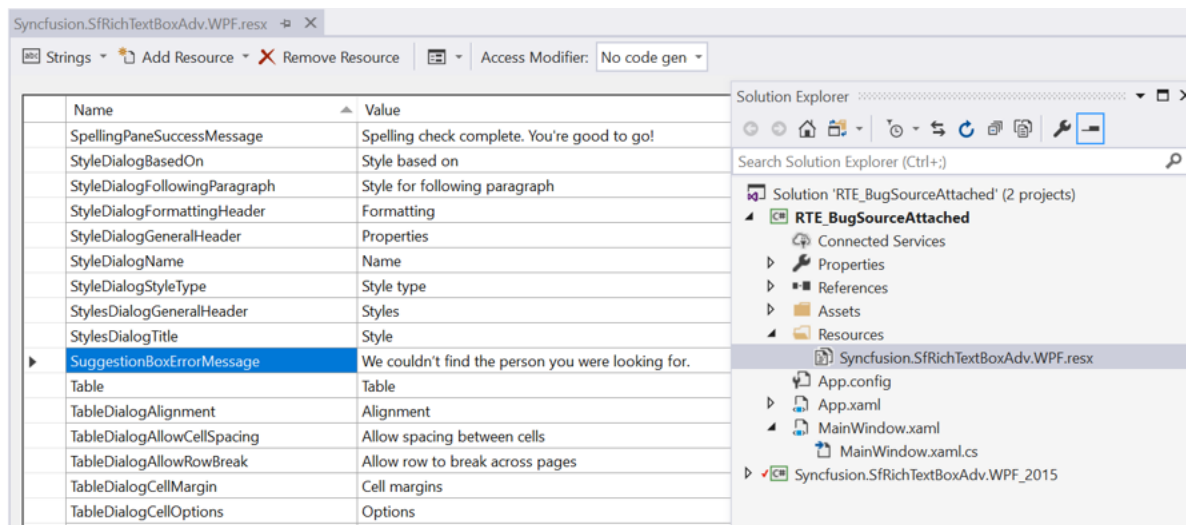 Syncfusion.SfRichTextBoxAdv.WPF.resx
abc Strings Add Resource Remove Resource Access Modifier: No code gen
Name Value
SpellingPaneSuccessMessage Spelling check complete. You're good to go!
StyleDialogBasedOn Style based on
StyleDialogFollowingParagraph Style for following paragraph
StyleDialogFormattingHeader Formatting
StyleDialogGeneralHeader Properties
StyleDialogName Name
StyleDialogStyleType Style type
StylesDialogGeneralHeader Styles
StylesDialogTitle Style
SuggestionBoxErrorMessage We couldn't find the person you were looking for.
Table Table
TableDialogAlignment Alignment
TableDialogAllowCellSpacing Allow spacing between cells
TableDialogAllowRowBreak Allow row to break across pages
TableDialogCellMargin Cell margins
TableDialogCellOptions Options
Solution Explorer
Search Solution Explorer (Ctrl+;)
Solution 'RTE_BugSourceAttached' (2 projects)
C# RTE_BugSourceAttached
Connected Services
Properties
References
Assets
Resources
Syncfusion.SfRichTextBoxAdv.WPF.resx
App.config
App.xaml
MainWindow.xaml
MainWindow.xaml.cs
C# Syncfusion.SfRichTextBoxAdv.WPF_2015